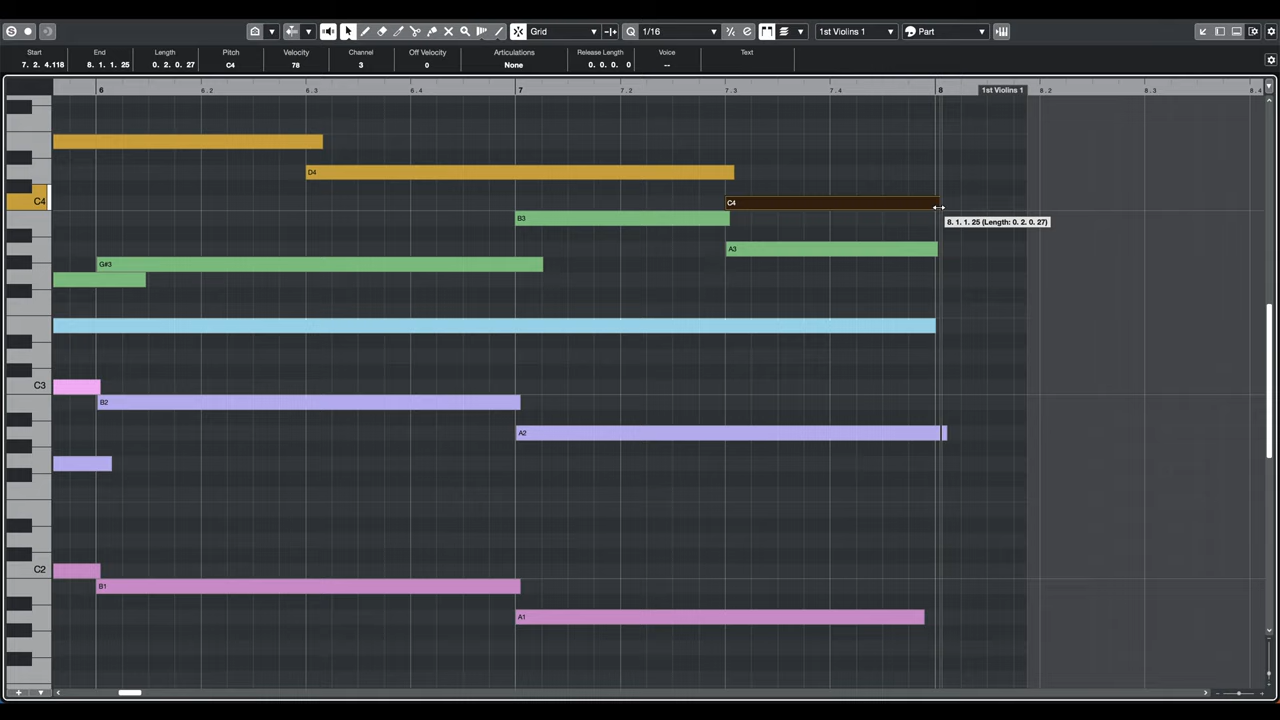 Grid 1/16 1st Violins 1 Part
Start End Length Pitch Velocity Channel Off Velocity Articulations Release Length Voice Text
7. 2. 4.118 8. 1. 1. 25 0. 2. 0. 27 C4 78 3 0 None 0. 0. 0. 0 --
6 6.2 6.3 6.4 7 7.2 7.3 7.4 8 1st Violins 1 8.2 8.3 8.4
D4
C4 C4
B3
8. 1. 1. 25 (Length: 0. 2. 0. 27)
A3
G#3
C3
B2
A2
C2
B1
A1